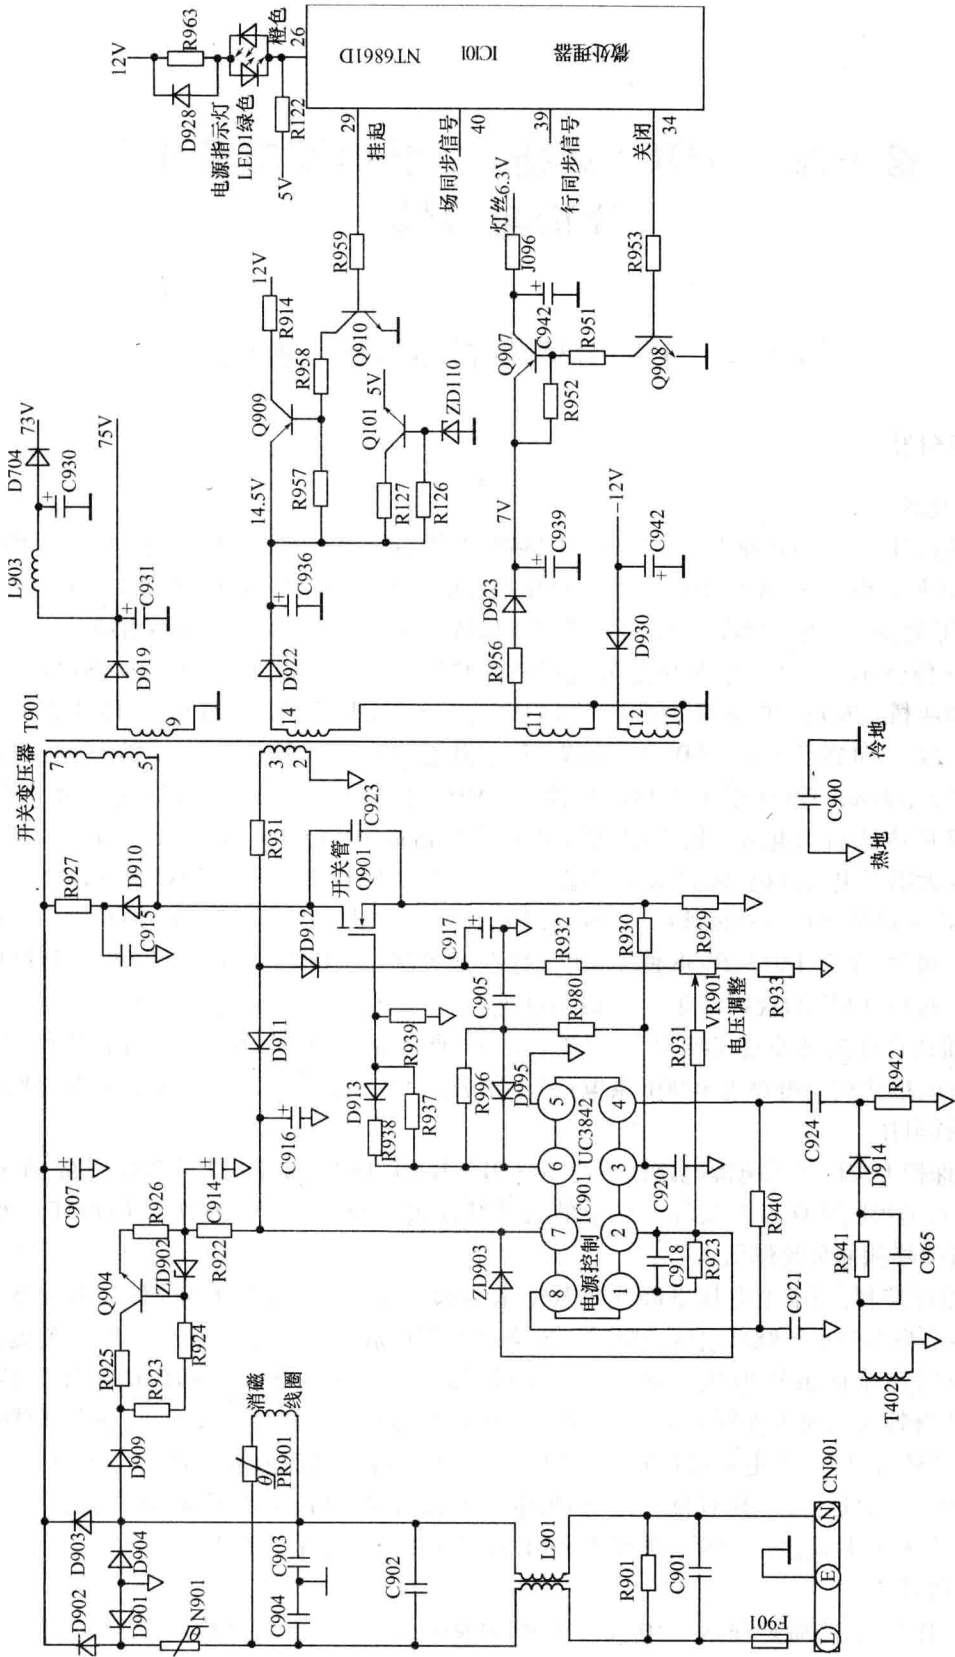 12V
R963
D928
橙色
26
LED1绿色
电源指示灯
R122
5V
NT6861D
IC101
微处理器
29
挂起
场同步信号
40
39
行同步信号
关闭
34
R959
12V
R914
Q909
R958
Q910
14.5V
R957
5V
Q101
ZD110
R127
R126
灯丝6.3V
J096
Q907
C942
R951
R952
R953
Q908
7V
C939
D923
R956
-12V
C942
D930
73V
D704
C930
L903
75V
C931
D919
C936
D922
14
9
11
12
10
T901
开关变压器
7
5
3
2
R927
D910
C915
R931
C923
开关管
Q901
D912
D911
C917
C905
R932
R930
R929
R980
VR901
电压调整
R931
R933
R939
D913
R938
R937
R996
D995
C916
C907
R926
C914
ZD902
R922
Q904
R925
R923
R924
D909
ZD903
电源控制
IC901
UC3842
5
6
7
8
4
3
2
1
C920
C918
R923
R940
C921
C924
R942
D914
R941
C965
T402
消磁
线圈
θ
PR901
D903
D904
D902
D901
θ
N901
C903
C904
C902
L901
R901
C901
F901
CN901
L
E
N
C900
热地
冷地